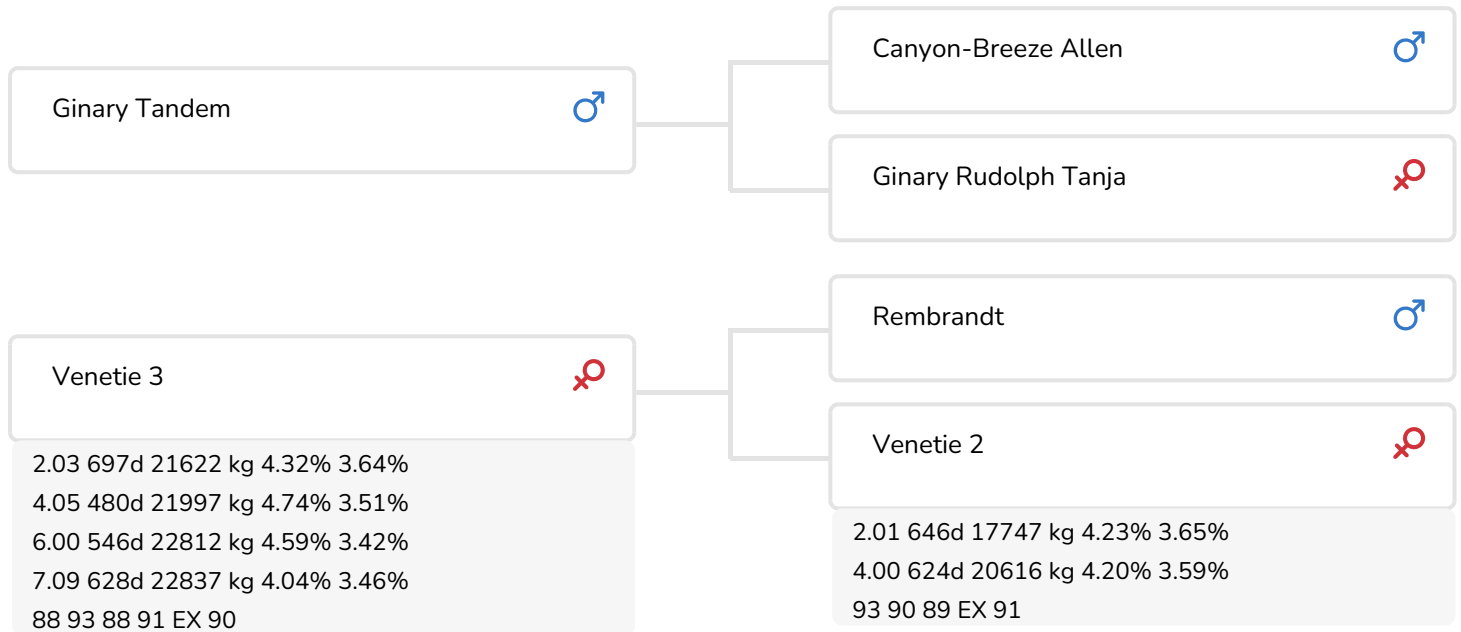 Ginary Tandem
Canyon-Breeze Allen
Ginary Rudolph Tanja
Venetie 3
2.03 697d 21622 kg 4.32% 3.64%
4.05 480d 21997 kg 4.74% 3.51%
6.00 546d 22812 kg 4.59% 3.42%
7.09 628d 22837 kg 4.04% 3.46%
88 93 88 91 EX 90
Rembrandt
Venetie 2
2.01 646d 17747 kg 4.23% 3.65%
4.00 624d 20616 kg 4.20% 3.59%
93 90 89 EX 91